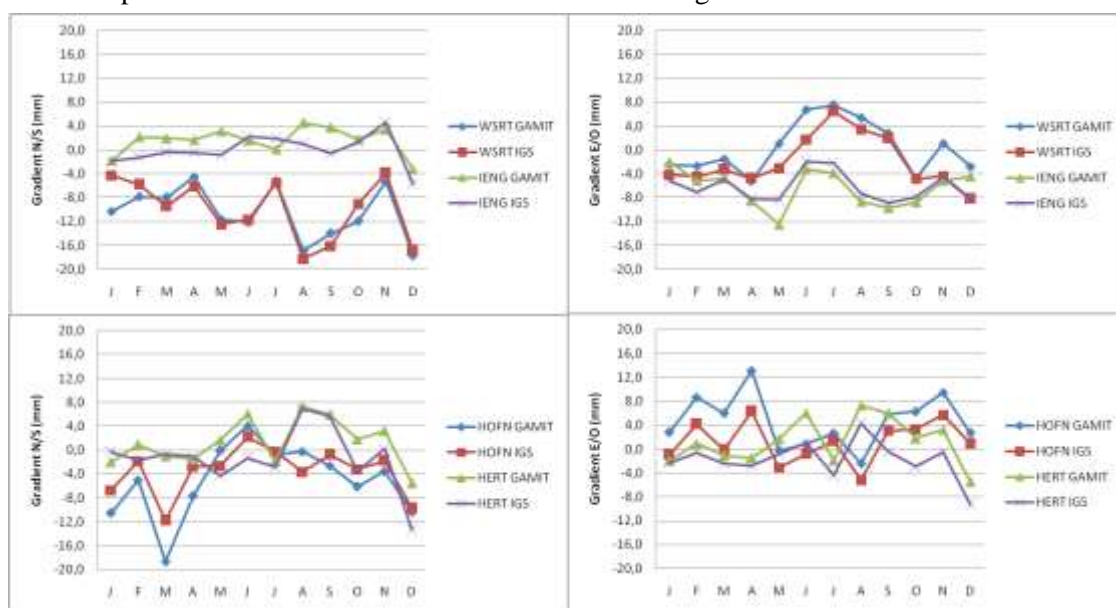 Gradient N/S (mm)
20,0
16,0
12,0
8,0
4,0
0,0
-4,0
-8,0
-12,0
-16,0
-20,0
J F M A M J J A S O N D
WSRT GAMIT
WSRT IGS
IENG GAMIT
IENG IGS
Gradient E/O (mm)
20,0
16,0
12,0
8,0
4,0
0,0
-4,0
-8,0
-12,0
-16,0
-20,0
J F M A M J J A S O N D
WSRT GAMIT
WSRT IGS
IENG GAMIT
IENG IGS
Gradient N/S (mm)
20,0
16,0
12,0
8,0
4,0
0,0
-4,0
-8,0
-12,0
-16,0
-20,0
J F M A M J J A S O N D
HOFN GAMIT
HOFN IGS
HERT GAMIT
HERT IGS
Gradient E/O (mm)
20,0
16,0
12,0
8,0
4,0
0,0
-4,0
-8,0
-12,0
-16,0
-20,0
J F M A M J J A S O N D
HOFN GAMIT
HOFN IGS
HERT GAMIT
HERT IGS